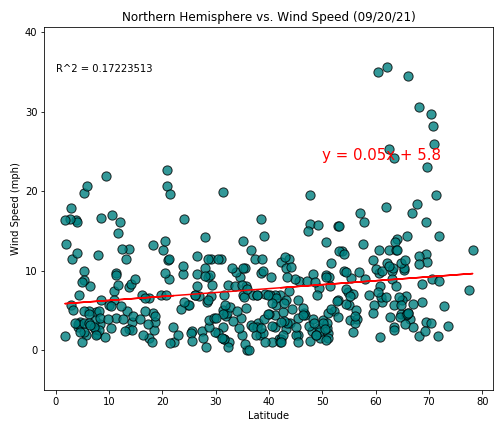 Northern Hemisphere vs. Wind Speed (09/20/21)
40
R^2 = 0.17223513
30
y = 0.05x + 5.8
20
Wind Speed (mph)
10
0
0 10 20 30 40 50 60 70 80
Latitude